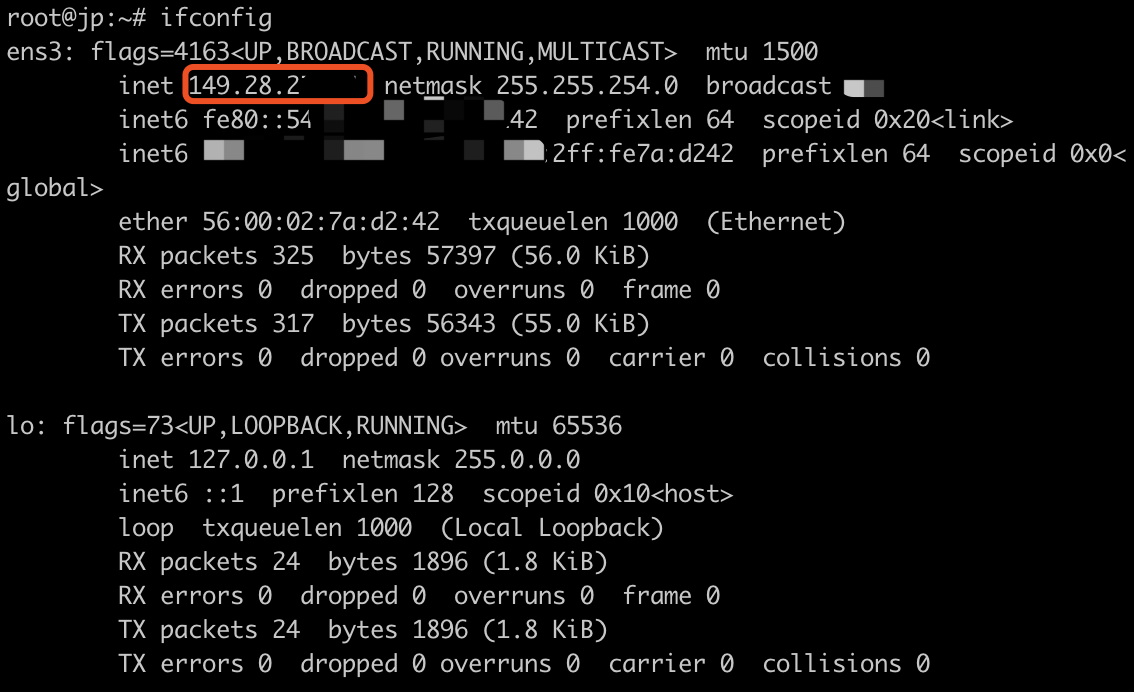 root@jp:~# ifconfig
ens3: flags=4163<UP,BROADCAST,RUNNING,MULTICAST>  mtu 1500
inet 149.28.2 netmask 255.255.254.0  broadcast
inet6 fe80::54 42  prefixlen 64  scopeid 0x20<link>
inet6 :2ff:fe7a:d242  prefixlen 64  scopeid 0x0<
global>
ether 56:00:02:7a:d2:42  txqueuelen 1000  (Ethernet)
RX packets 325  bytes 57397 (56.0 KiB)
RX errors 0  dropped 0  overruns 0  frame 0
TX packets 317  bytes 56343 (55.0 KiB)
TX errors 0  dropped 0 overruns 0  carrier 0  collisions 0
lo: flags=73<UP,LOOPBACK,RUNNING>  mtu 65536
inet 127.0.0.1  netmask 255.0.0.0
inet6 ::1  prefixlen 128  scopeid 0x10<host>
loop  txqueuelen 1000  (Local Loopback)
RX packets 24  bytes 1896 (1.8 KiB)
RX errors 0  dropped 0  overruns 0  frame 0
TX packets 24  bytes 1896 (1.8 KiB)
TX errors 0  dropped 0 overruns 0  carrier 0  collisions 0